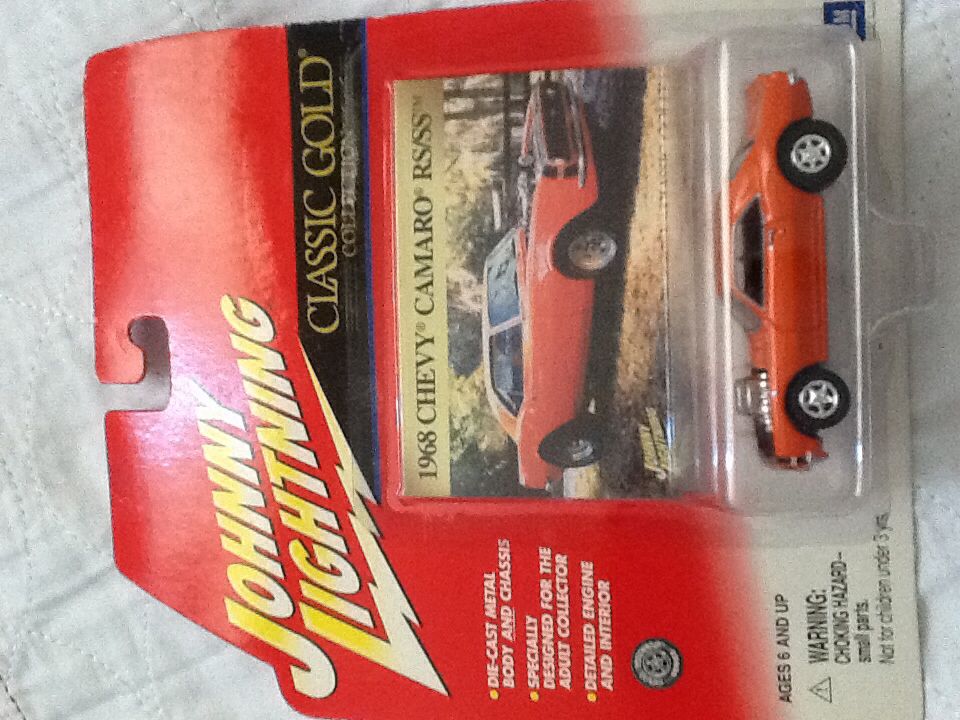 JOHNNY
LIGHTNING
CLASSIC GOLD®
COLLECTION
1968 CHEVY® CAMARO® RS/SS™
• DIE-CAST METAL
BODY AND CHASSIS
• SPECIALLY
DESIGNED FOR THE
ADULT COLLECTOR
• DETAILED ENGINE
AND INTERIOR
AGES 6 AND UP
WARNING:
CHOKING HAZARD-
small parts.
Not for children under 3 yrs.
GM